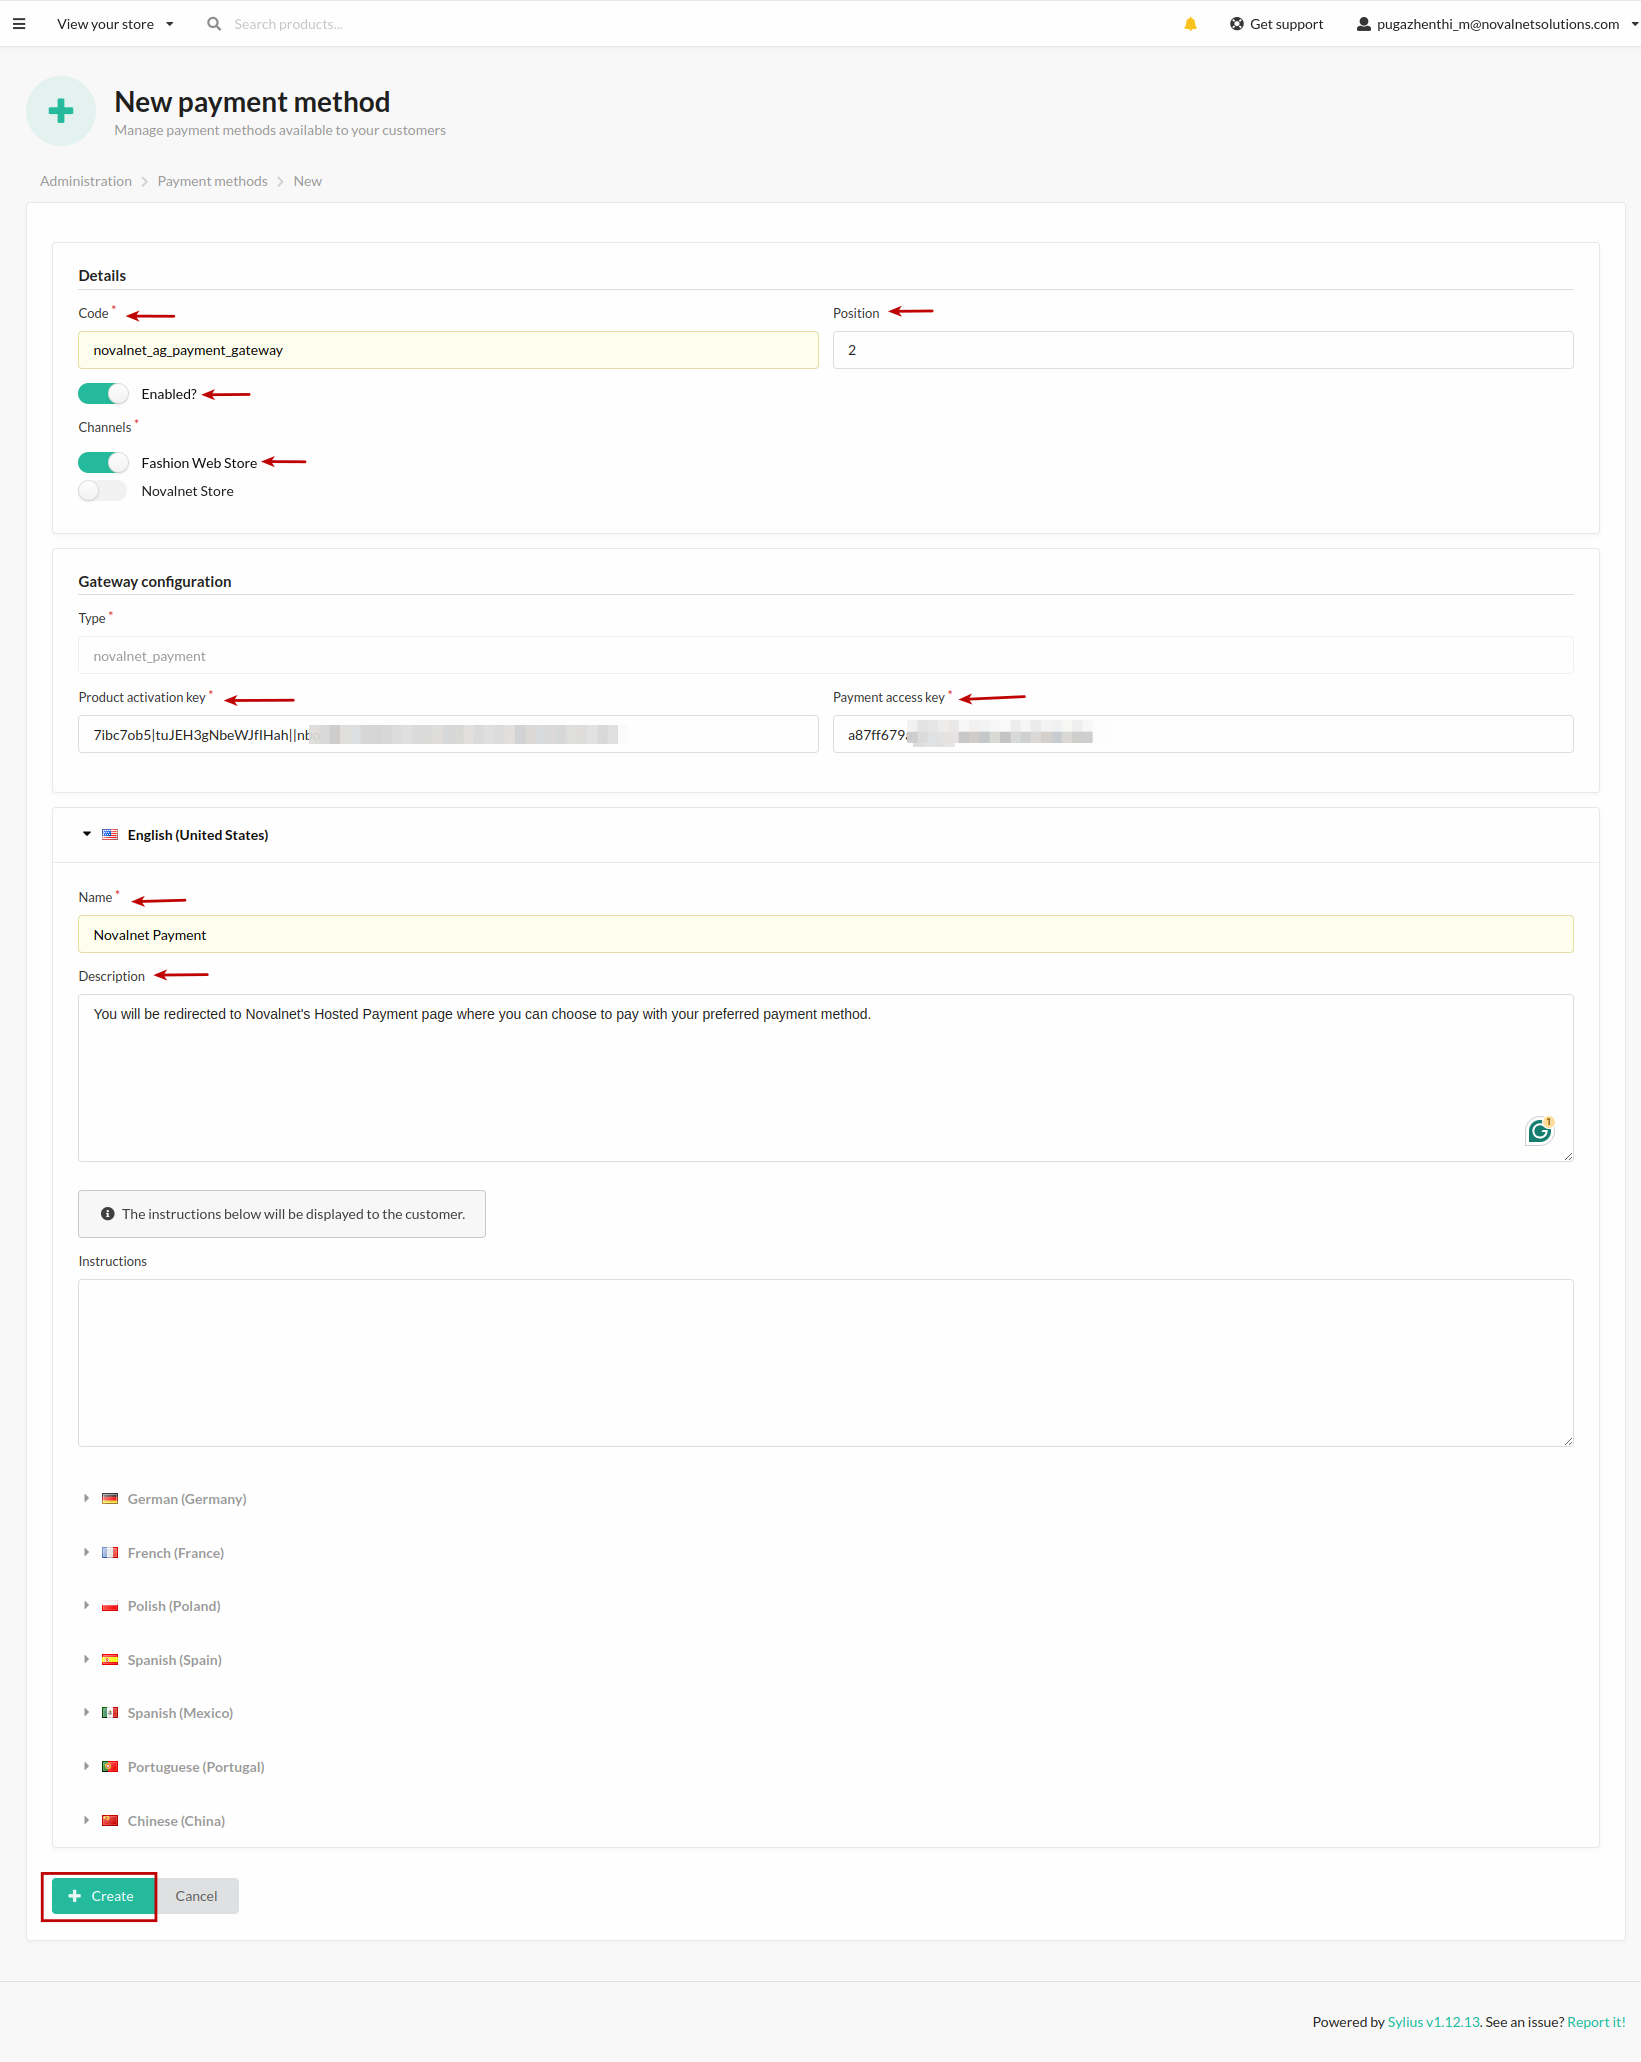 View your store
Search products...
Get support
pugazhenthi_m@novalnetsolutions.com
New payment method
Manage payment methods available to your customers
Administration > Payment methods > New
Details
Code *
Position
novalnet_ag_payment_gateway
2
Enabled?
Channels *
Fashion Web Store
Novalnet Store
Gateway configuration
Type *
novalnet_payment
Product activation key *
Payment access key *
a87ff679
English (United States)
Name *
Novalnet Payment
Description
You will be redirected to Novalnet's Hosted Payment page where you can choose to pay with your preferred payment method.
1
The instructions below will be displayed to the customer.
Instructions
German (Germany)
French (France)
Polish (Poland)
Spanish (Spain)
Spanish (Mexico)
Portuguese (Portugal)
Chinese (China)
Create
Cancel
Powered by Sylius v1.12.13. See an issue? Report it!